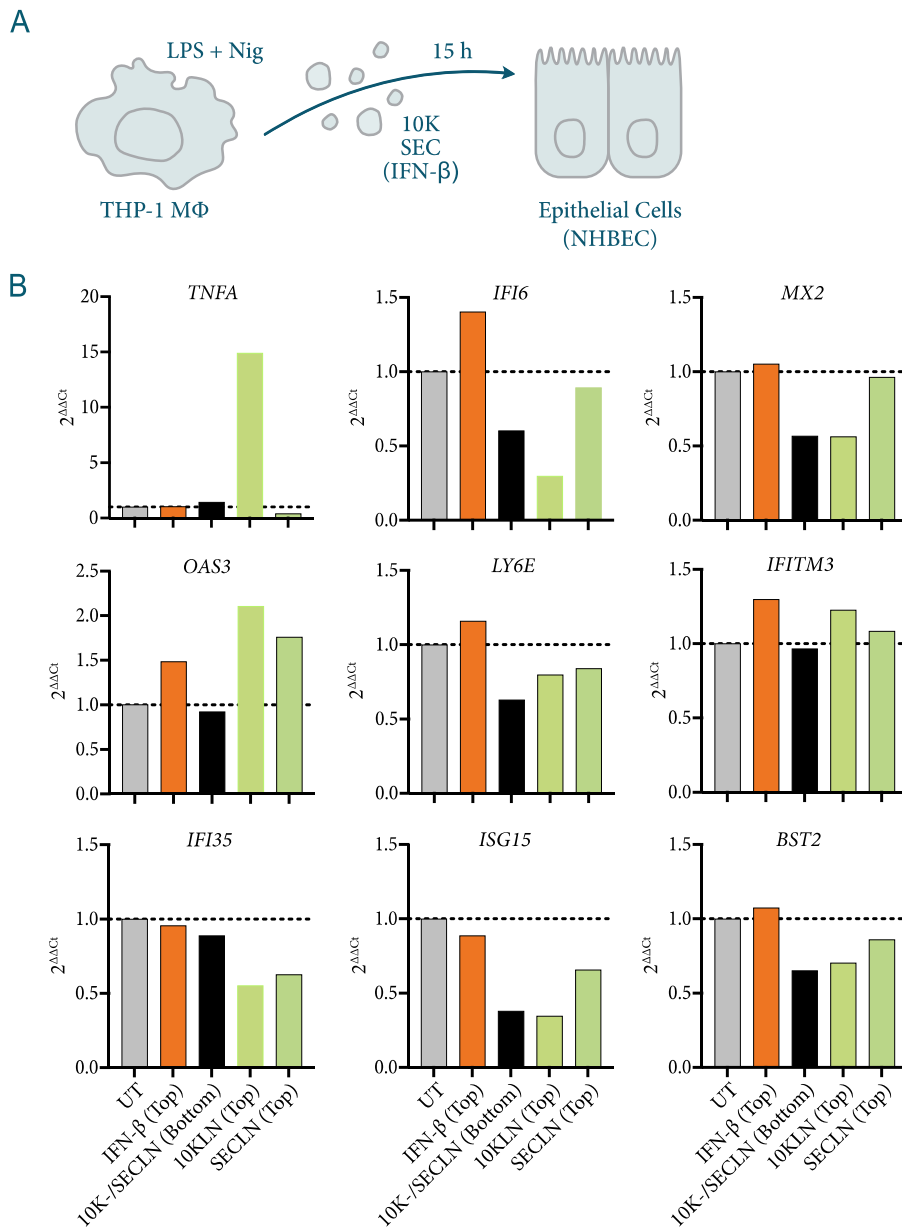 A
LPS + Nig
15 h
10K
SEC
(IFN-β)
THP-1 MΦ
Epithelial Cells
(NHBEC)
B
TNFA
2^ΔΔCt
20
15
10
5
0
IFI6
2^ΔΔCt
1.5
1.0
0.5
0.0
MX2
2^ΔΔCt
1.5
1.0
0.5
0.0
OAS3
2^ΔΔCt
2.5
2.0
1.5
1.0
0.5
0.0
LY6E
2^ΔΔCt
1.5
1.0
0.5
0.0
IFITM3
2^ΔΔCt
1.5
1.0
0.5
0.0
IFI35
2^ΔΔCt
1.5
1.0
0.5
0.0
UT
IFN-β (Top)
10K-/SECLN (Bottom)
10KLN (Top)
SECLN (Top)
ISG15
2^ΔΔCt
1.5
1.0
0.5
0.0
UT
IFN-β (Top)
10K-/SECLN (Bottom)
10KLN (Top)
SECLN (Top)
BST2
2^ΔΔCt
1.5
1.0
0.5
0.0
UT
IFN-β (Top)
10K-/SECLN (Bottom)
10KLN (Top)
SECLN (Top)